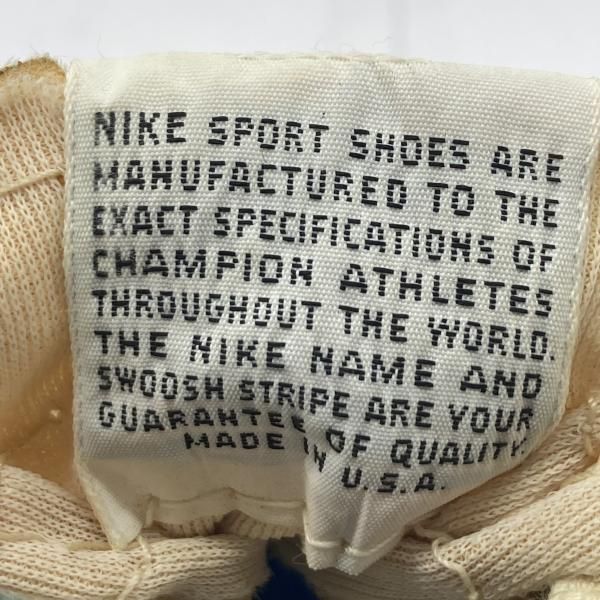 NIKE SPORT SHOES ARE
MANUFACTURED TO THE
EXACT SPECIFICATIONS OF
CHAMPION ATHLETES
THROUGHOUT THE WORLD.
THE NIKE NAME AND
SWOOSH STRIPE ARE YOUR
GUARANTEE OF QUALITY.
MADE IN U.S.A.